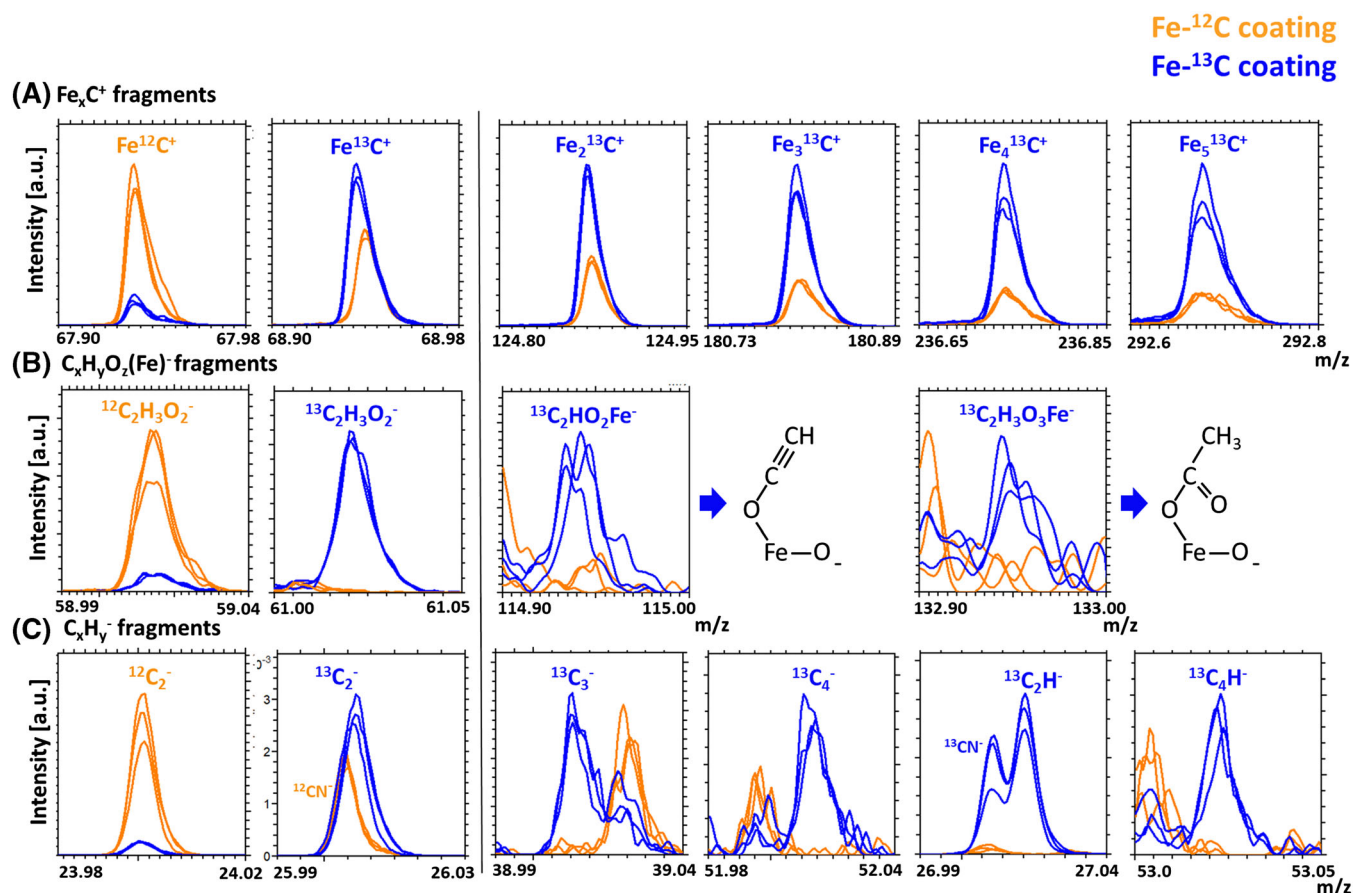 Fe-¹²C coating
Fe-¹³C coating
(A) FeₓC⁺ fragments
Intensity [a.u.]
Fe¹²C⁺
Fe¹³C⁺
Fe₂¹³C⁺
Fe₃¹³C⁺
Fe₄¹³C⁺
Fe₅¹³C⁺
67.90 67.98 68.90 68.98 124.80 124.95 180.73 180.89 236.65 236.85 292.6 292.8
m/z
(B) CₓHᵧO_z(Fe)⁻ fragments
Intensity [a.u.]
¹²C₂H₃O₂⁻
¹³C₂H₃O₂⁻
¹³C₂HO₂Fe⁻
¹³C₂H₃O₃Fe⁻
CH
C
O
Fe—O
-
CH₃
C
O
O
Fe—O
-
58.99 59.04 61.00 61.05 114.90 115.00 132.90 133.00
m/z m/z
(C) CₓHᵧ⁻ fragments
Intensity [a.u.]
¹²C₂⁻
¹³C₂⁻
¹³C₃⁻
¹³C₄⁻
¹³C₂H⁻
¹³C₄H⁻
¹²CN⁻
¹³CN⁻
3
2
1
0
23.98 24.02 25.99 26.03 38.99 39.04 51.98 52.04 26.99 27.04 53.0 53.05
m/z